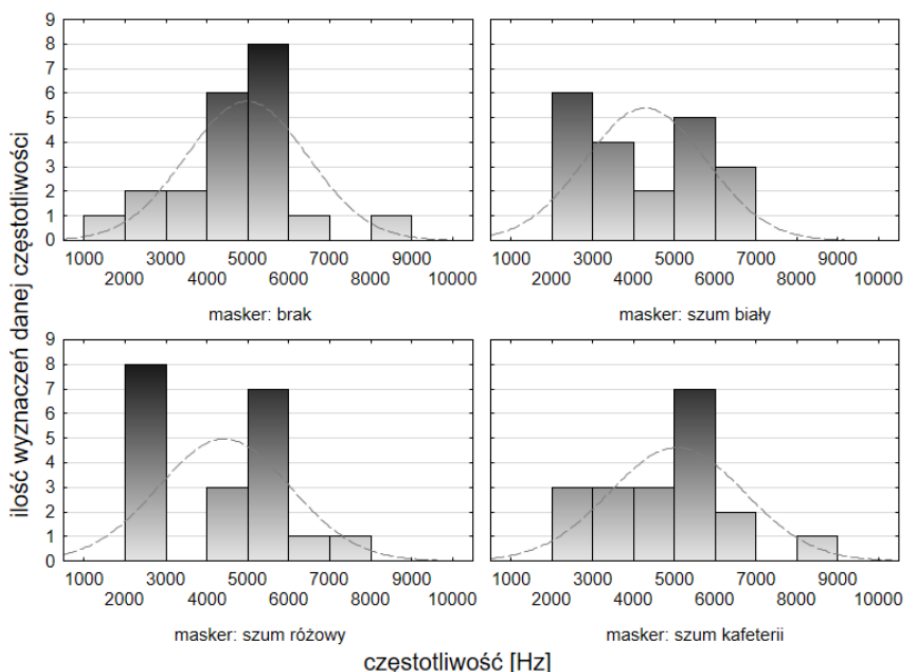 ilość wyznaczeń danej częstotliwości
9
8
7
6
5
4
3
2
1
0
1000 3000 5000 7000 9000
2000 4000 6000 8000 10000
masker: brak
1000 3000 5000 7000 9000
2000 4000 6000 8000 10000
masker: szum biały
9
8
7
6
5
4
3
2
1
0
1000 3000 5000 7000 9000
2000 4000 6000 8000 10000
masker: szum różowy
1000 3000 5000 7000 9000
2000 4000 6000 8000 10000
masker: szum kafeterii
częstotliwość [Hz]